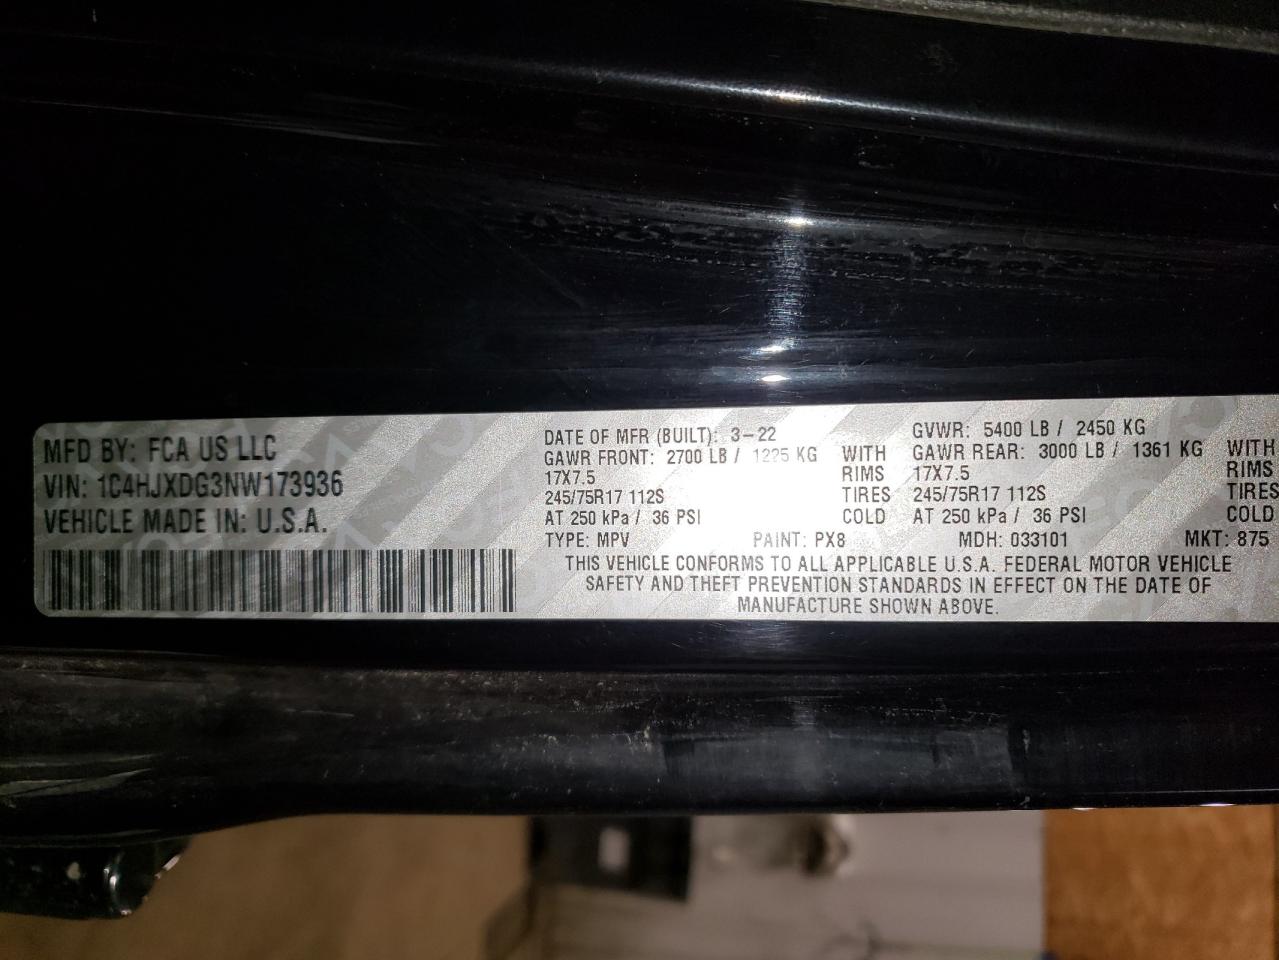 MFD BY: FCA US LLC
VIN: 1C4HJXDG3NW173936
VEHICLE MADE IN: U.S.A.
DATE OF MFR (BUILT): 3-22 GVWR: 5400 LB / 2450 KG
GAWR FRONT: 2700 LB / 1225 KG WITH GAWR REAR: 3000 LB / 1361 KG WITH
17X7.5 RIMS 17X7.5 RIMS
245/75R17 112S TIRES 245/75R17 112S TIRES
AT 250 kPa / 36 PSI COLD AT 250 kPa / 36 PSI COLD
TYPE: MPV PAINT: PX8 MDH: 033101 MKT: 875
THIS VEHICLE CONFORMS TO ALL APPLICABLE U.S.A. FEDERAL MOTOR VEHICLE
SAFETY AND THEFT PREVENTION STANDARDS IN EFFECT ON THE DATE OF
MANUFACTURE SHOWN ABOVE.